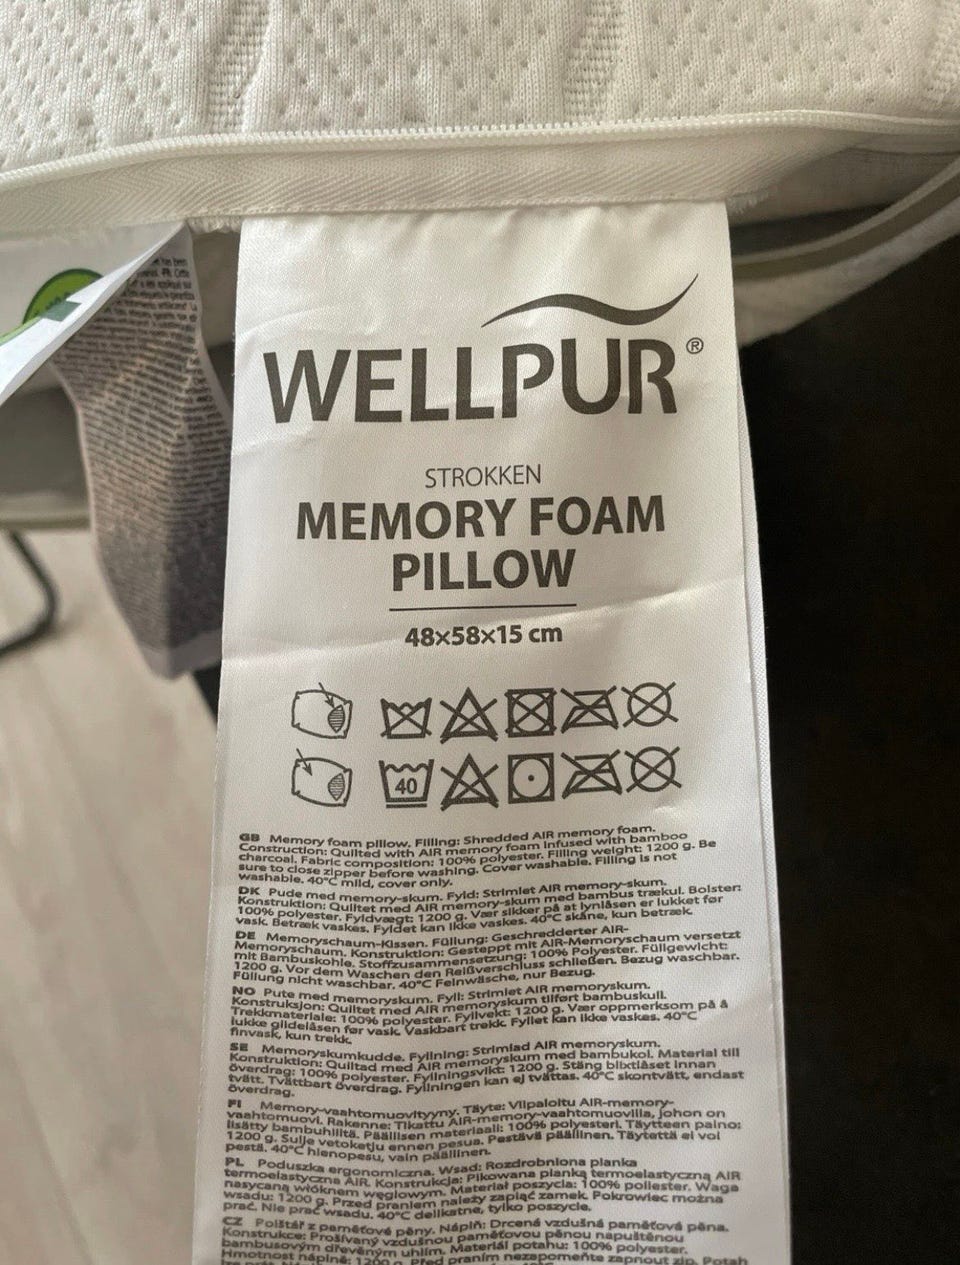 WELLPUR®
STROKKEN
MEMORY FOAM
PILLOW
48×58×15 cm
40
GB Memory foam pillow. Filling: Shredded AIR memory foam.
Construction: Quilted with AIR memory foam infused with bamboo
charcoal. Fabric composition: 100% polyester. Filling weight: 1200 g. Be
sure to close zipper before washing. Cover washable. Filling is not
washable. 40°C mild, cover only.
DK Pude med memory-skum. Fyld: Strimlet AIR memory-skum.
Konstruktion: Quiltet med AIR memory-skum med bambus trækul. Bolster:
100% polyester. Fyldvægt: 1200 g. Vær sikker på at lynlåsen er lukket før
vask. Betræk vaskes. Fyldet kan ikke vaskes. 40°C skåne, kun betræk.
DE Memoryschaum-Kissen. Füllung: Geschredderter AIR-
Memoryschaum. Konstruktion: Gesteppt mit AIR-Memoryschaum versetzt
mit Bambuskohle. Stoffzusammensetzung: 100% Polyester. Füllgewicht:
1200 g. Vor dem Waschen den Reißverschluss schließen. Bezug waschbar.
Füllung nicht waschbar. 40°C Feinwäsche, nur Bezug.
NO Pute med memoryskum. Fyll: Strimlet AIR memoryskum.
Konstruksjon: Quiltet med AIR memoryskum tilført bambuskull.
Trekkmateriale: 100% polyester. Fyllvekt: 1200 g. Vær oppmerksom på å
lukke glidelåsen før vask. Vaskbart trekk. Fyllet kan ikke vaskes. 40°C
finvask, kun trekk.
SE Memoryskumkudde. Fyllning: Strimlad AIR memoryskum.
Konstruktion: Quiltad med AIR memoryskum med bambukol. Material till
överdrag: 100% polyester. Fyllningsvikt: 1200 g. Stäng blixtlåset innan
tvätt. Tvättbart överdrag. Fyllningen kan ej tvättas. 40°C skontvätt, endast
överdrag.
FI Memory-vaahtomuovityyny. Täyte: Viipaloitu AIR-memory-
vaahtomuovi. Rakenne: Tikattu AIR-memory-vaahtomuovilla, johon on
lisätty bambuhiiltä. Päällisen materiaali: 100% polyesteri. Täytteen paino:
1200 g. Sulje vetoketju ennen pesua. Pestävä päällinen. Täytettä ei voi
pestä. 40°C hienopesu, vain päällinen.
PL Poduszka ergonomiczna. Wsad: Rozdrobniona pianka
termoelastyczna AIR. Konstrukcja: Pikowana pianką termoelastyczną AIR
nasycaną włóknem węglowym. Materiał poszycia: 100% poliester. Waga
wsadu: 1200 g. Przed praniem należy zapiąć zamek. Pokrowiec można
prać. Nie prać wsadu. 40°C delikatne, tylko poszycie.
CZ Polštář z paměťové pěny. Náplň: Drcená vzdušná paměťová pěna.
Konstrukce: Prošívaný vzdušnou paměťovou pěnou napuštěnou
bambusovým dřevěným uhlím. Materiál potahu: 100% polyester.
Hmotnost náplně: 1200 g. Před praním nezapomeňte zapnout zip. Potah